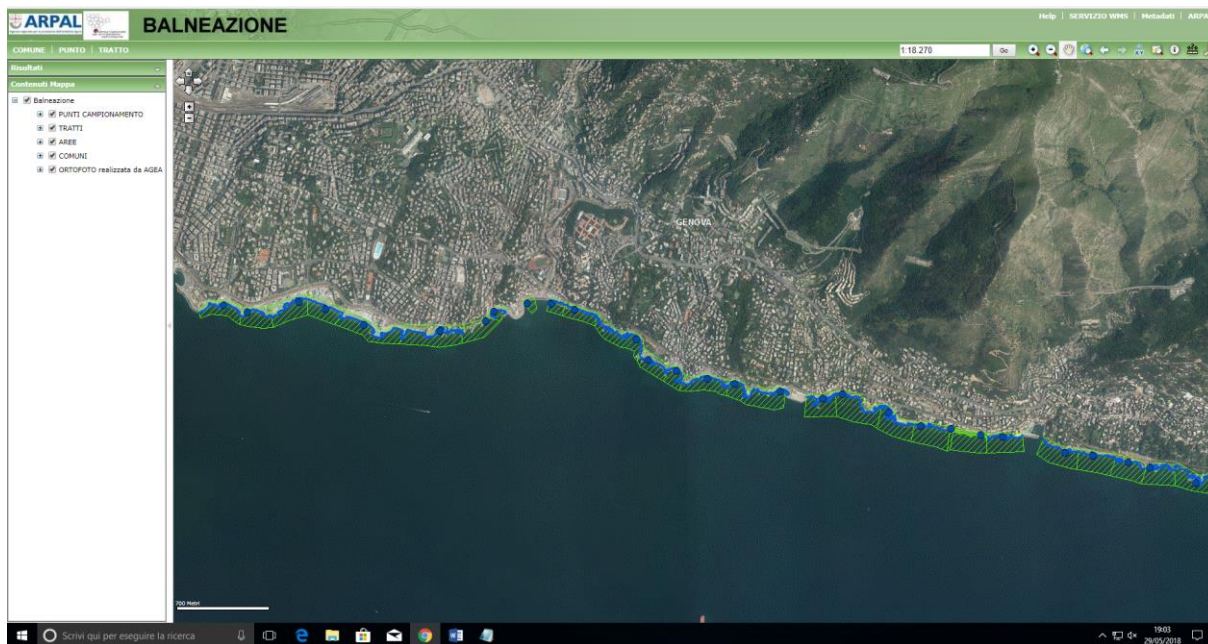 ARPAL
BALNEAZIONE
Help | SERVIZIO WMS | Metadati | ARPA
COMUNE | PUNTO | TRATTO
1:18.270
Go
Risultati
Contenuti Mappa
Balneazione
PUNTI CAMPIONAMENTO
TRATTI
AREE
COMUNI
ORTOFOTO realizzata da AGEA
GENOVA
700 Metri
Scrivi qui per eseguire la ricerca
19:03
29/05/2018